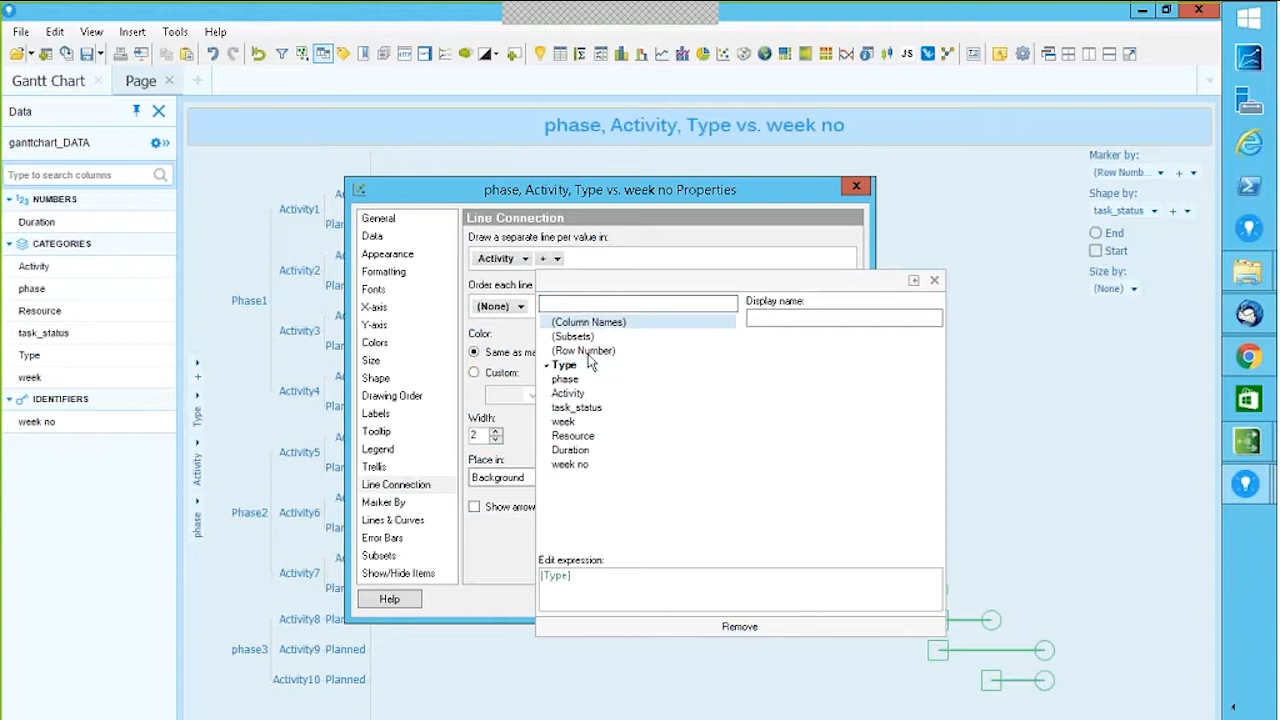 File Edit View Insert Tools Help
JS
Gantt Chart Page
Data
ganttchart_DATA
Type to search columns
NUMBERS
Duration
CATEGORIES
Activity
phase
Resource
task_status
Type
week
IDENTIFIERS
week no
phase, Activity, Type vs. week no
Marker by:
(Row Numb...
Shape by:
task_status
End
Start
Size by:
(None)
phase Activity Type
Phase1
Phase2
phase3
Activity1
Activity2
Activity3
Activity4
Activity5
Activity6
Activity7
Activity8
Activity9 Planned
Activity10 Planned
phase, Activity, Type vs. week no Properties
General
Data
Appearance
Formatting
Fonts
X-axis
Y-axis
Colors
Size
Shape
Drawing Order
Labels
Tooltip
Legend
Trellis
Line Connection
Marker By
Lines & Curves
Error Bars
Subsets
Show/Hide Items
Help
Line Connection
Draw a separate line per value in:
Activity +
Order each line
(None)
Color:
Same as ma
Custom:
Width:
2
Place in:
Background
Show arrow
Display name:
(Column Names)
(Subsets)
(Row Number)
Type
phase
Activity
task_status
week
Resource
Duration
week no
Edit expression:
[Type]
Remove